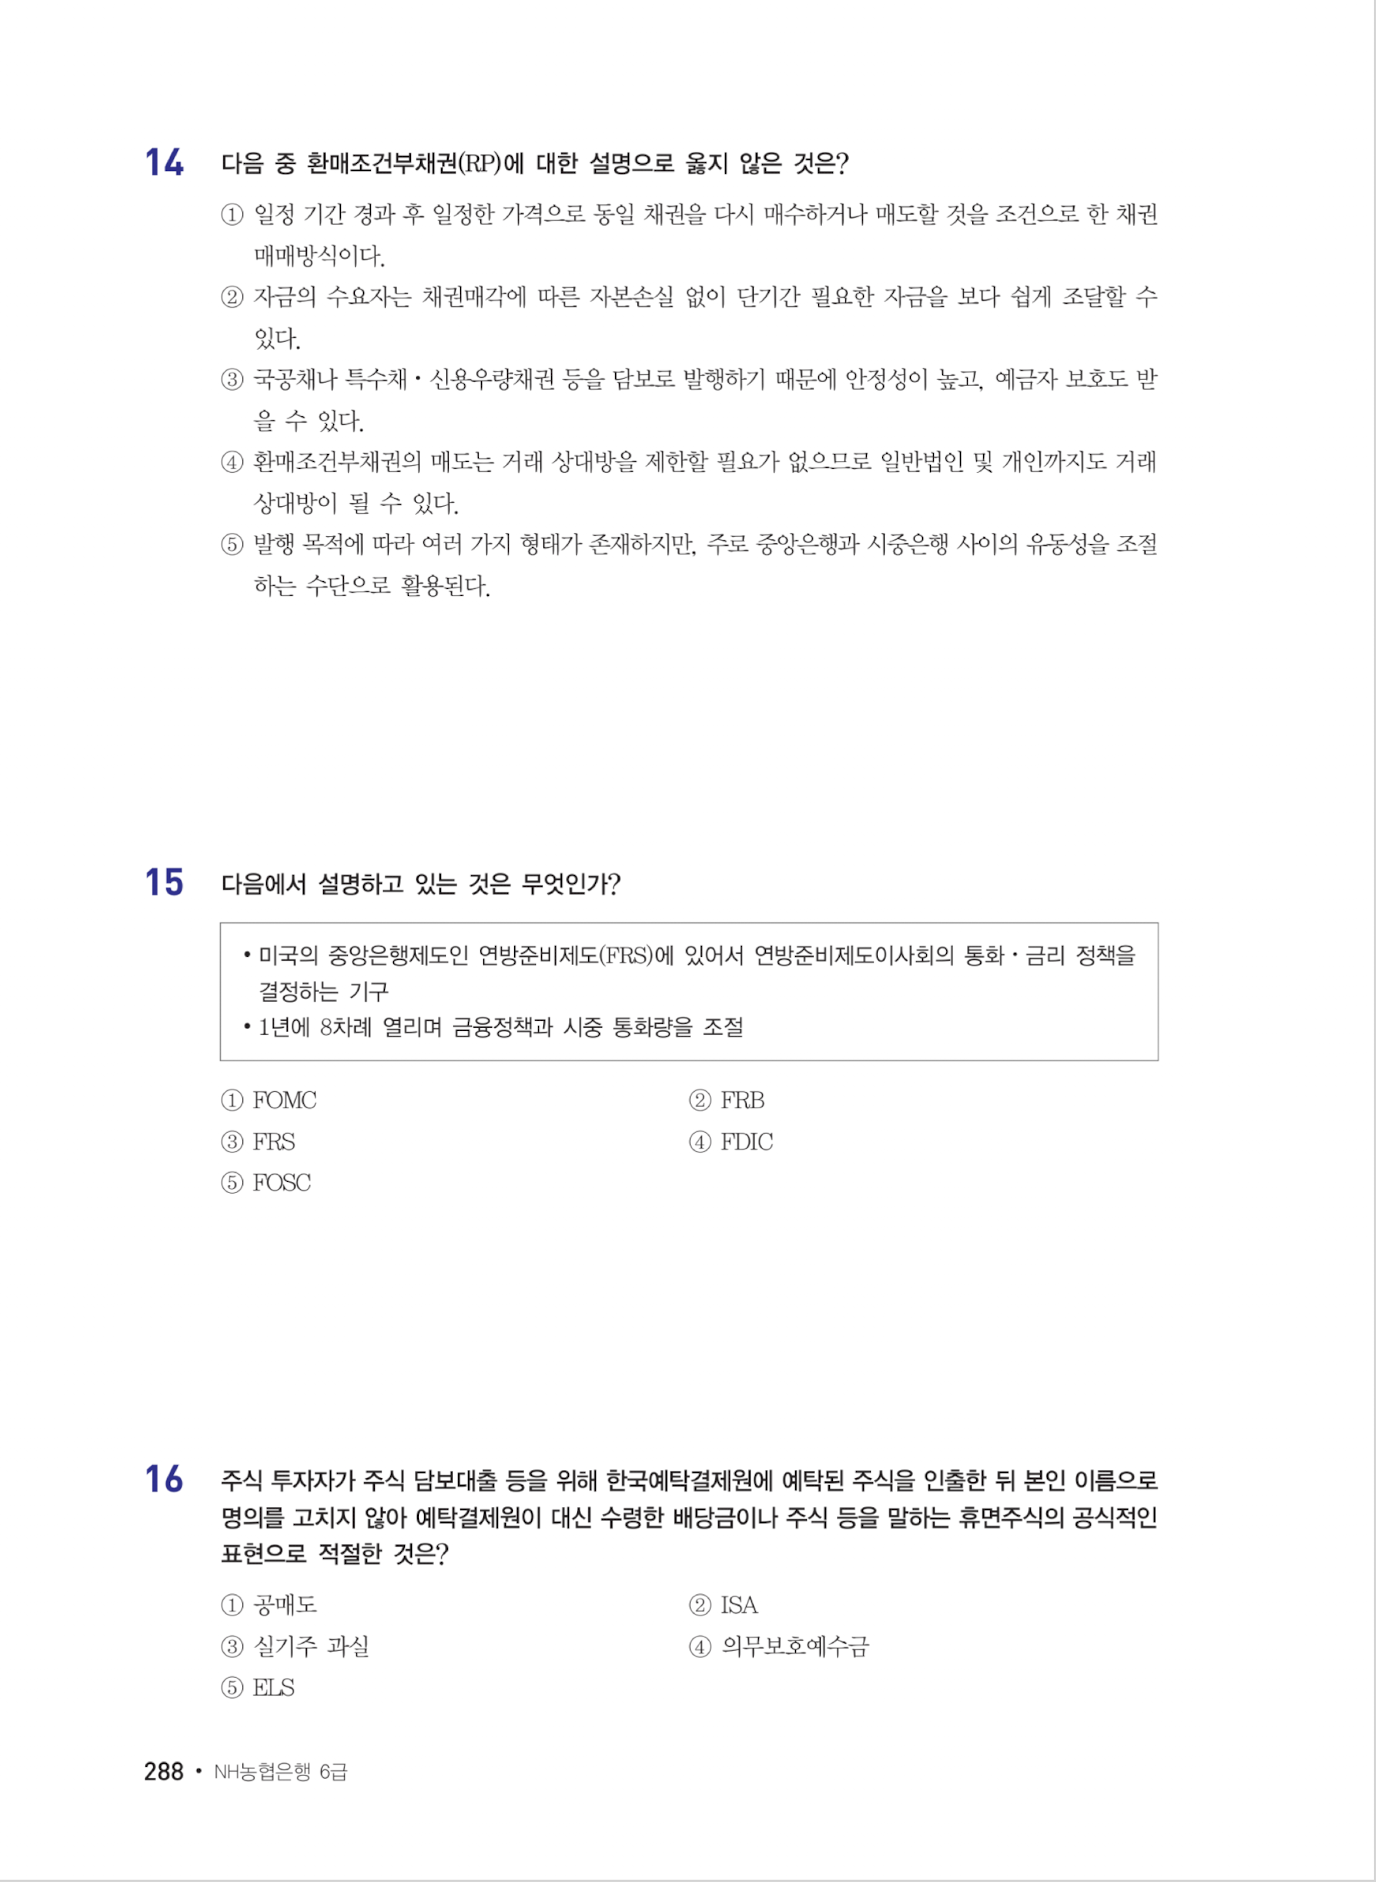 14 다음 중 환매조건부채권(RP)에 대한 설명으로 옳지 않은 것은?
① 일정 기간 경과 후 일정한 가격으로 동일 채권을 다시 매수하거나 매도할 것을 조건으로 한 채권
매매방식이다.
② 자금의 수요자는 채권매각에 따른 자본손실 없이 단기간 필요한 자금을 보다 쉽게 조달할 수
있다.
③ 국공채나 특수채・신용우량채권 등을 담보로 발행하기 때문에 안정성이 높고, 예금자 보호도 받
을 수 있다.
④ 환매조건부채권의 매도는 거래 상대방을 제한할 필요가 없으므로 일반법인 및 개인까지도 거래
상대방이 될 수 있다.
⑤ 발행 목적에 따라 여러 가지 형태가 존재하지만, 주로 중앙은행과 시중은행 사이의 유동성을 조절
하는 수단으로 활용된다.
15 다음에서 설명하고 있는 것은 무엇인가?
• 미국의 중앙은행제도인 연방준비제도(FRS)에 있어서 연방준비제도이사회의 통화・금리 정책을
결정하는 기구
• 1년에 8차례 열리며 금융정책과 시중 통화량을 조절
① FOMC ② FRB
③ FRS ④ FDIC
⑤ FOSC
16 주식 투자자가 주식 담보대출 등을 위해 한국예탁결제원에 예탁된 주식을 인출한 뒤 본인 이름으로
명의를 고치지 않아 예탁결제원이 대신 수령한 배당금이나 주식 등을 말하는 휴면주식의 공식적인
표현으로 적절한 것은?
① 공매도 ② ISA
③ 실기주 과실 ④ 의무보호예수금
⑤ ELS
288 • NH농협은행 6급